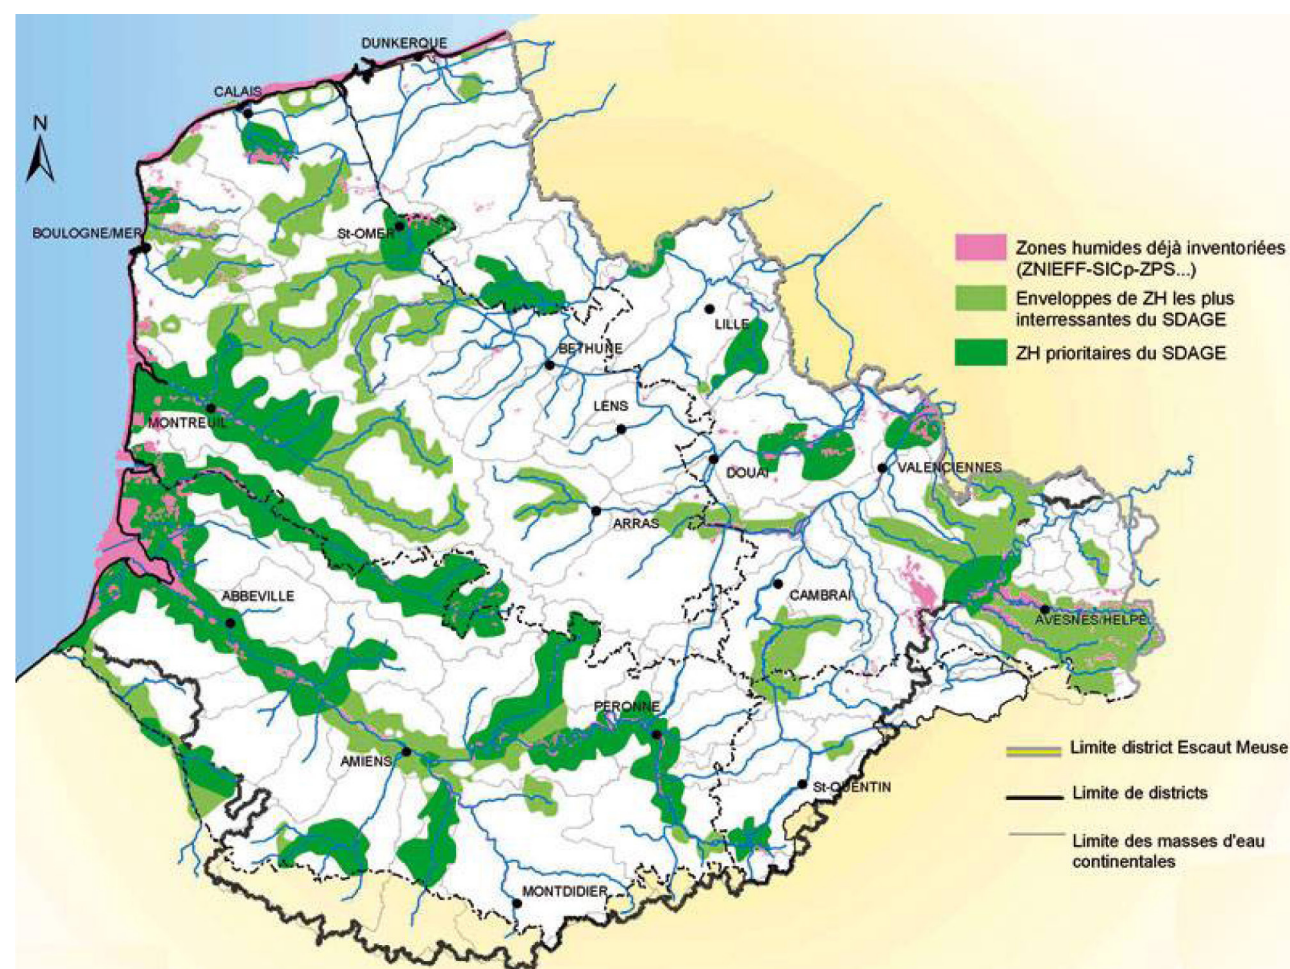 DUNKERQUE
CALAIS
N
BOULOGNE/MER
St-OMER
Zones humides déjà inventoriées
(ZNIEFF-SICp-ZPS...)
Enveloppes de ZH les plus
interressantes du SDAGE
LILLE
ZH prioritaires du SDAGE
BETHUNE
LENS
MONTREUIL
DOUAI
VALENCIENNES
ARRAS
CAMBRAI
ABBEVILLE
AVESNES/HELPE
PERONNE
AMIENS
Limite district Escaut Meuse
St-QUENTIN
Limite de districts
Limite des masses d'eau
continentales
MONTDIDIER